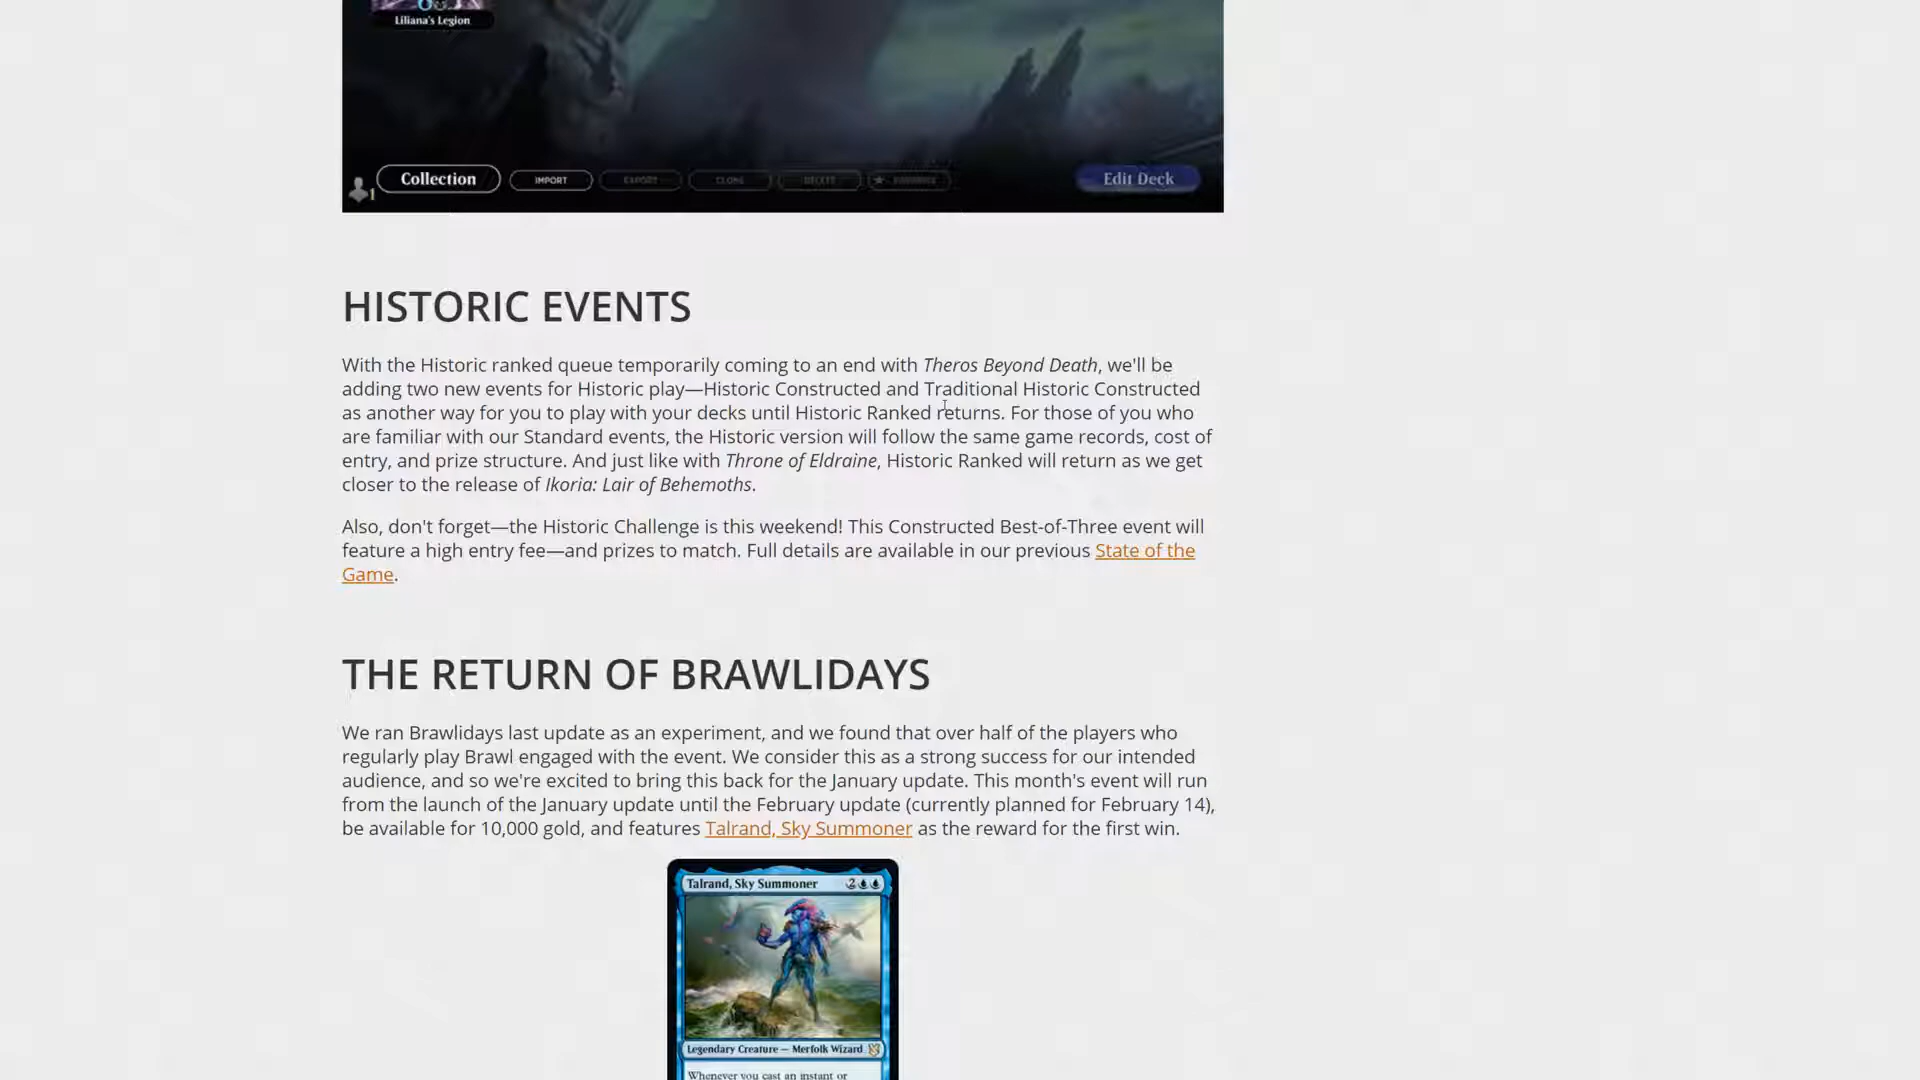 Liliana's Legion
1
Collection
IMPORT
EXPORT
CLONE
DELETE
Edit Deck
HISTORIC EVENTS
With the Historic ranked queue temporarily coming to an end with Theros Beyond Death, we'll be
adding two new events for Historic play—Historic Constructed and Traditional Historic Constructed
as another way for you to play with your decks until Historic Ranked returns. For those of you who
are familiar with our Standard events, the Historic version will follow the same game records, cost of
entry, and prize structure. And just like with Throne of Eldraine, Historic Ranked will return as we get
closer to the release of Ikoria: Lair of Behemoths.
Also, don't forget—the Historic Challenge is this weekend! This Constructed Best-of-Three event will
feature a high entry fee—and prizes to match. Full details are available in our previous State of the
Game.
THE RETURN OF BRAWLIDAYS
We ran Brawlidays last update as an experiment, and we found that over half of the players who
regularly play Brawl engaged with the event. We consider this as a strong success for our intended
audience, and so we're excited to bring this back for the January update. This month's event will run
from the launch of the January update until the February update (currently planned for February 14),
be available for 10,000 gold, and features Talrand, Sky Summoner as the reward for the first win.
Talrand, Sky Summoner 2
Legendary Creature — Merfolk Wizard
Whenever you cast an instant or